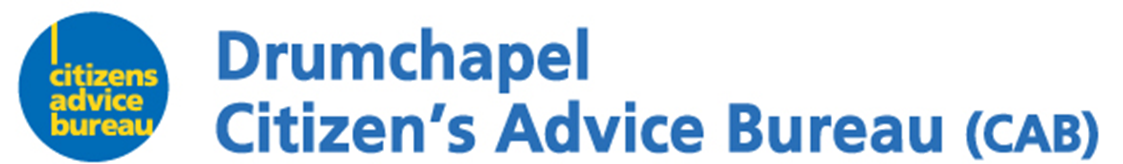 citizens
advice
bureau
Drumchapel
Citizen's Advice Bureau (CAB)